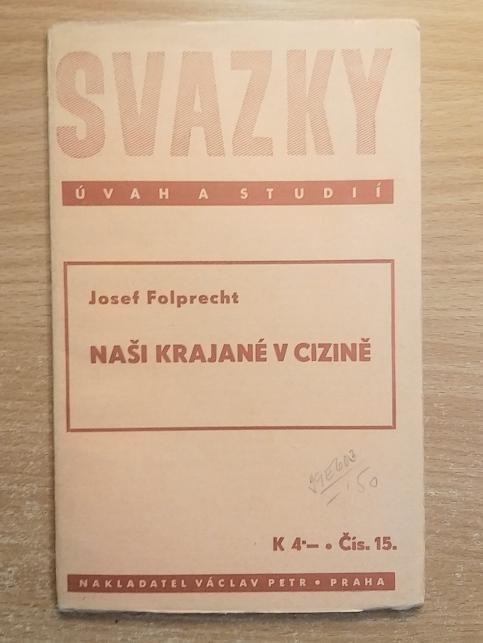 SVAZKY
ÚVAH A STUDIÍ
Josef Folprecht
NAŠI KRAJANÉ V CIZINĚ
K 4·— • Čís. 15.
NAKLADATEL VÁCLAV PETR • PRAHA